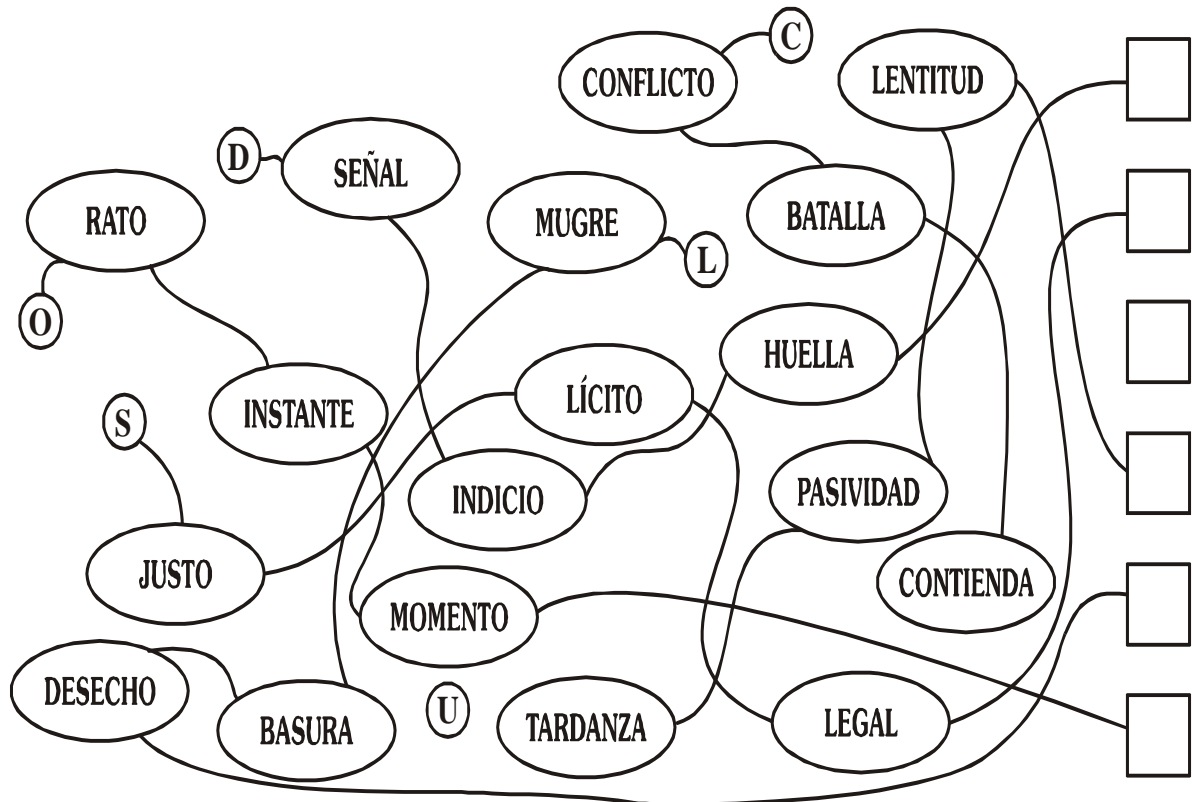 C
CONFLICTO
LENTITUD
D
SEÑAL
RATO
MUGRE
BATALLA
L
O
HUELLA
LÍCITO
INSTANTE
S
INDICIO
PASIVIDAD
JUSTO
CONTIENDA
MOMENTO
DESECHO
U
BASURA
TARDANZA
LEGAL